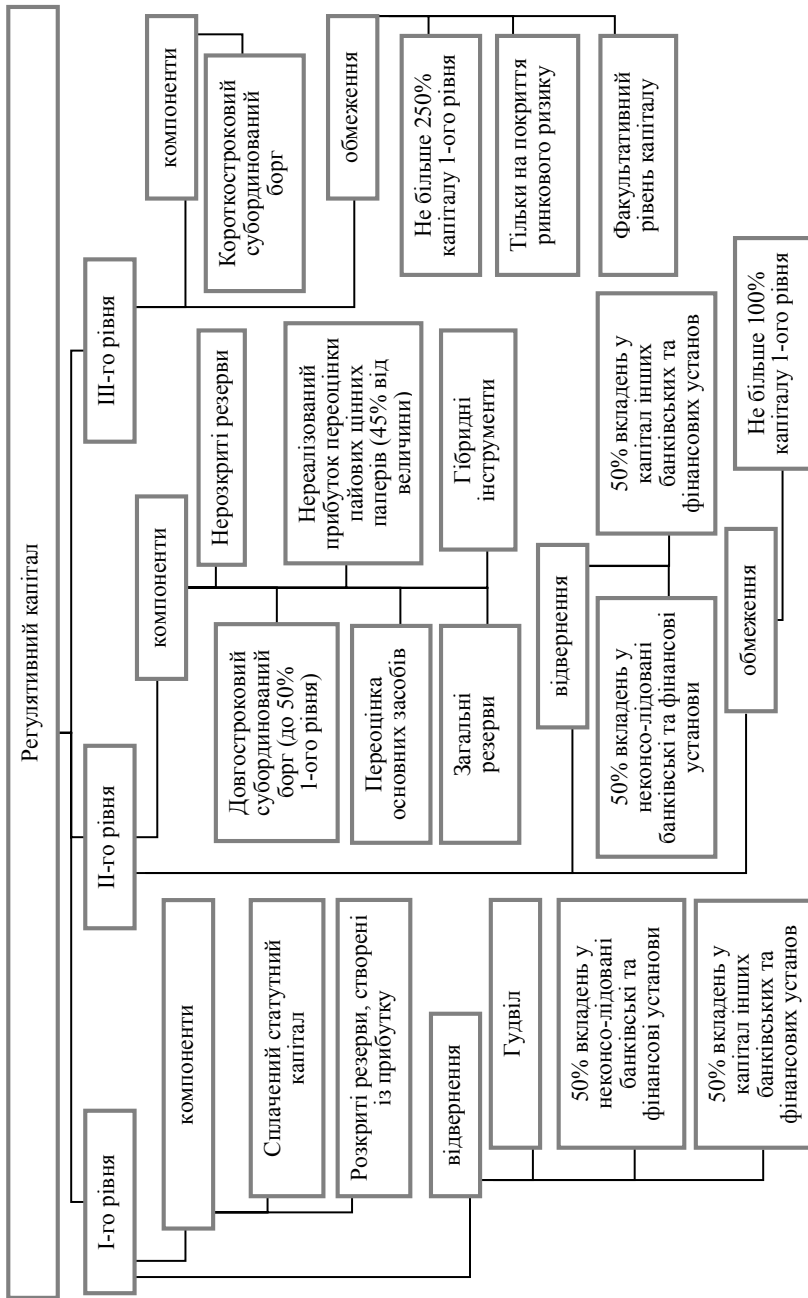 Регулятивний капітал
І-го рівня
компоненти
Сплачений статутний
капітал
Розкриті резерви, створені
із прибутку
відвернення
Гудвіл
50% вкладень у
неконсо-лідовані
банківські та
фінансові установи
50% вкладень у
капітал інших
банківських та
фінансових установ
ІІ-го рівня
компоненти
Нерозкриті резерви
Довгостроковий
субординований
борг (до 50%
1-ого рівня)
Нереалізований
прибуток переоцінки
пайових цінних
паперів (45% від
величини)
Переоцінка
основних засобів
Гібридні
інструменти
Загальні
резерви
відвернення
50% вкладень у
неконсо-лідовані
банківські та фінансові
установи
50% вкладень у
капітал інших
банківських та
фінансових установ
обмеження
Не більше 100%
капіталу 1-ого рівня
ІІІ-го рівня
компоненти
Короткостроковий
субординований
борг
обмеження
Не більше 250%
капіталу 1-ого рівня
Тільки на покриття
ринкового ризику
Факультативний
рівень капіталу